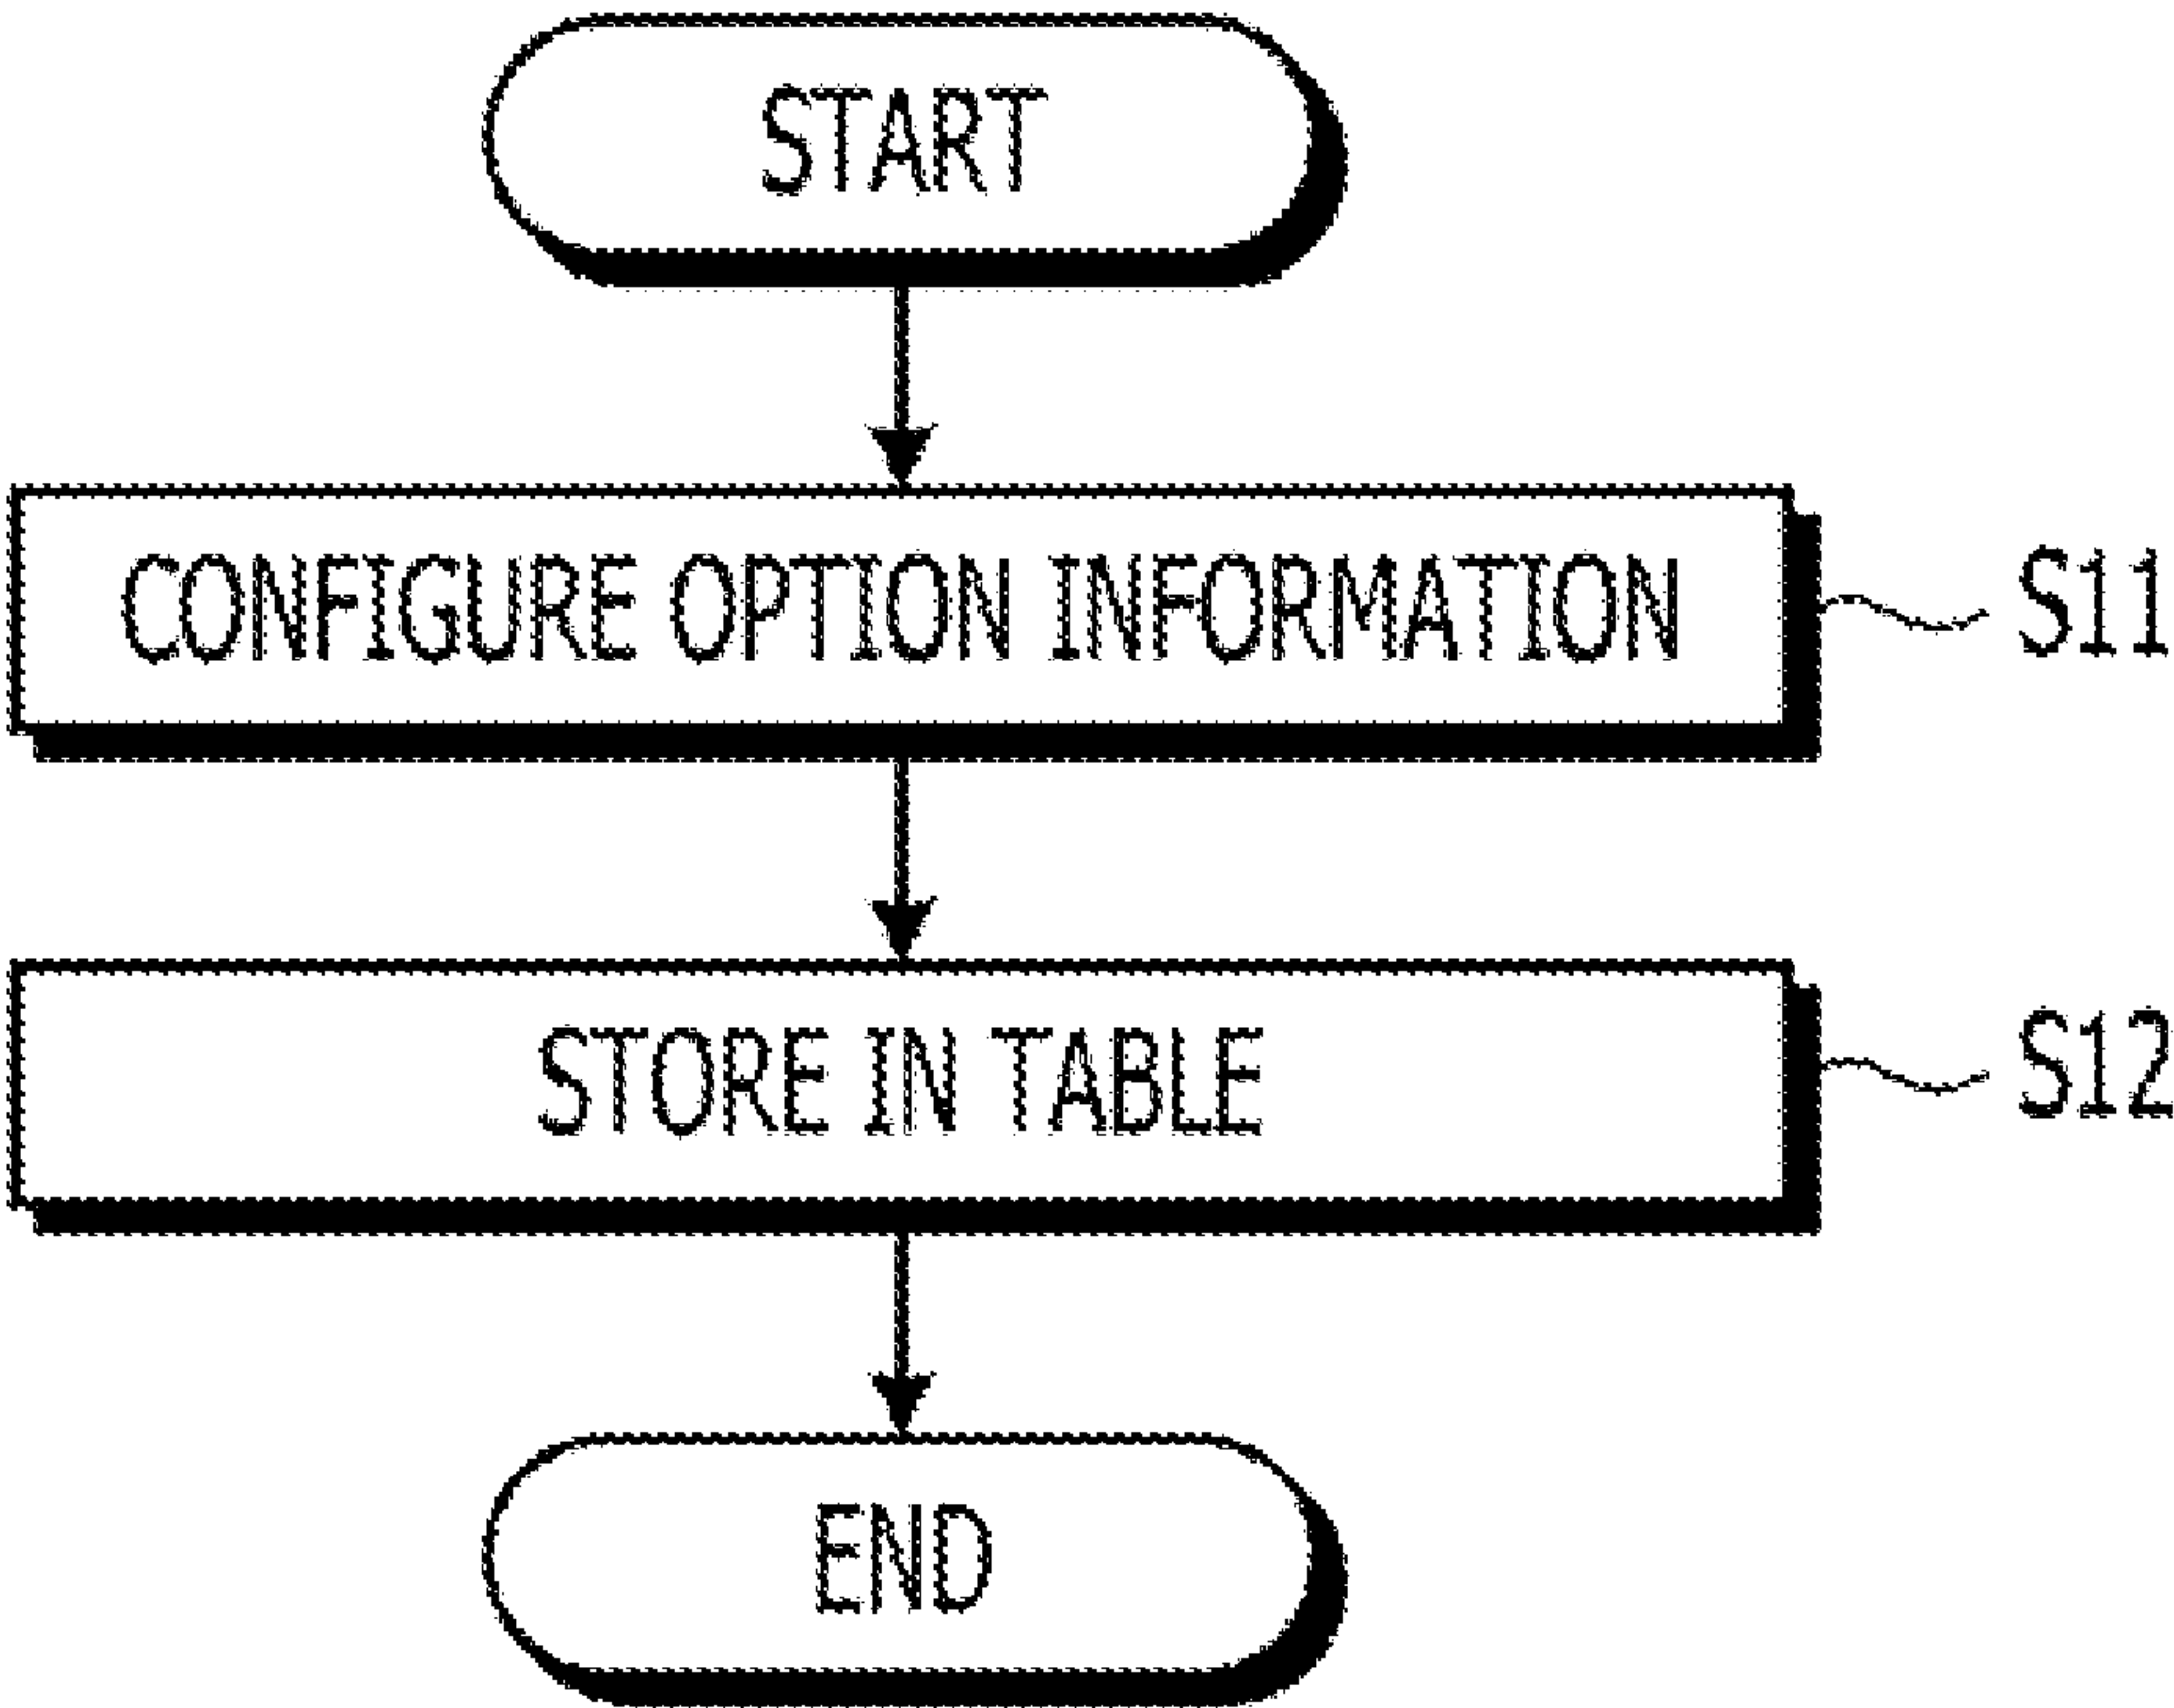 START
CONFIGURE OPTION INFORMATION
S11
STORE IN TABLE
S12
END